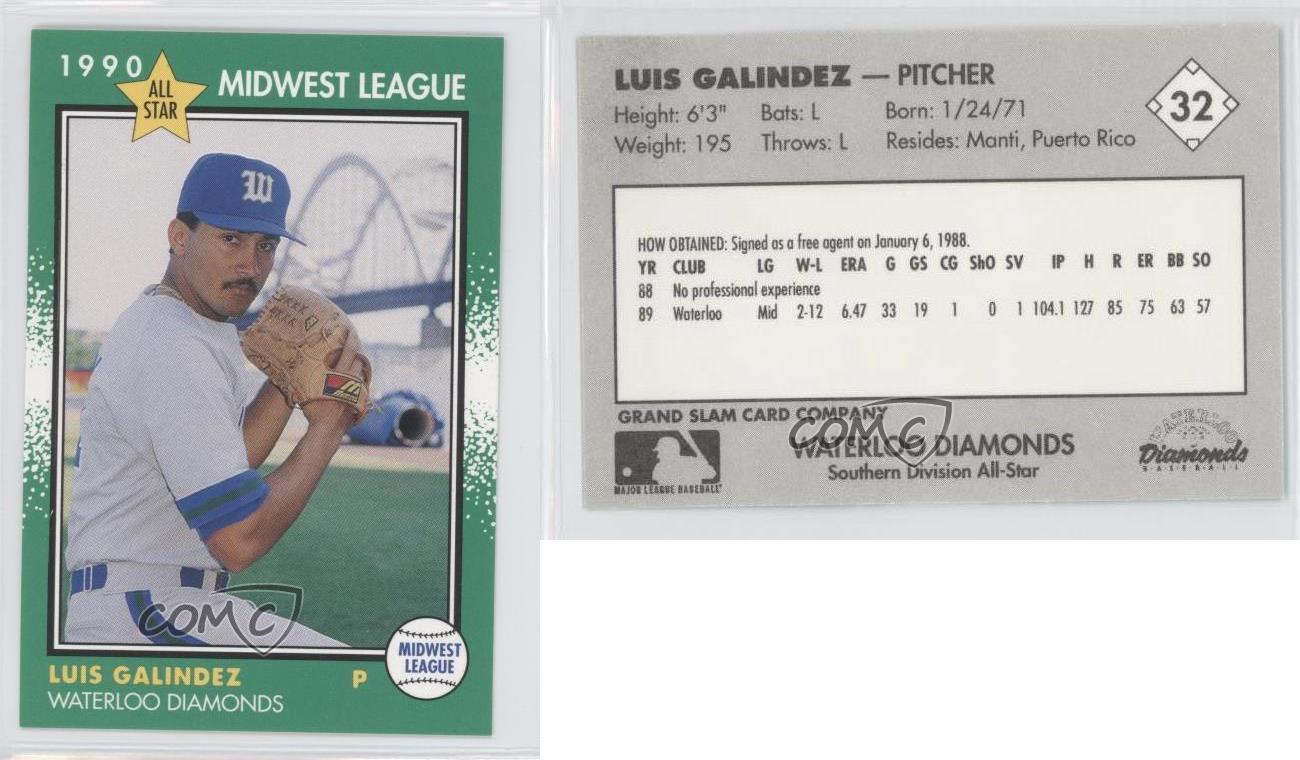 1990
ALL
STAR
MIDWEST LEAGUE
W
COMC
MIDWEST
LEAGUE
LUIS GALINDEZ P
WATERLOO DIAMONDS
LUIS GALINDEZ — PITCHER
Height: 6'3" Bats: L Born: 1/24/71
Weight: 195 Throws: L Resides: Manti, Puerto Rico
32
HOW OBTAINED: Signed as a free agent on January 6, 1988.
YR CLUB LG W-L ERA G GS CG ShO SV IP H R ER BB SO
88 No professional experience
89 Waterloo Mid 2-12 6.47 33 19 1 0 1 104.1 127 85 75 63 57
GRAND SLAM CARD COMPANY
COMC
WATERLOO DIAMONDS
Southern Division All-Star
MAJOR LEAGUE BASEBALL
WATERLOO
Diamonds
BASEBALL